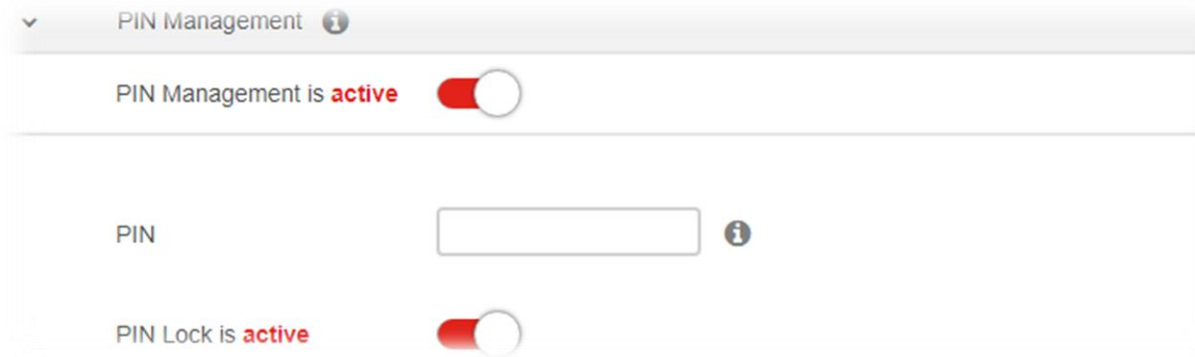 PIN Management
PIN Management is active
PIN
PIN Lock is active